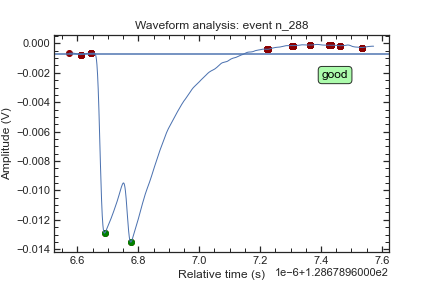 Waveform analysis: event n_288
0.000
−0.002
−0.004
−0.006
−0.008
−0.010
−0.012
−0.014
Amplitude (V)
good
6.6 6.8 7.0 7.2 7.4 7.6
Relative time (s) 1e−6+1.2867896000e2